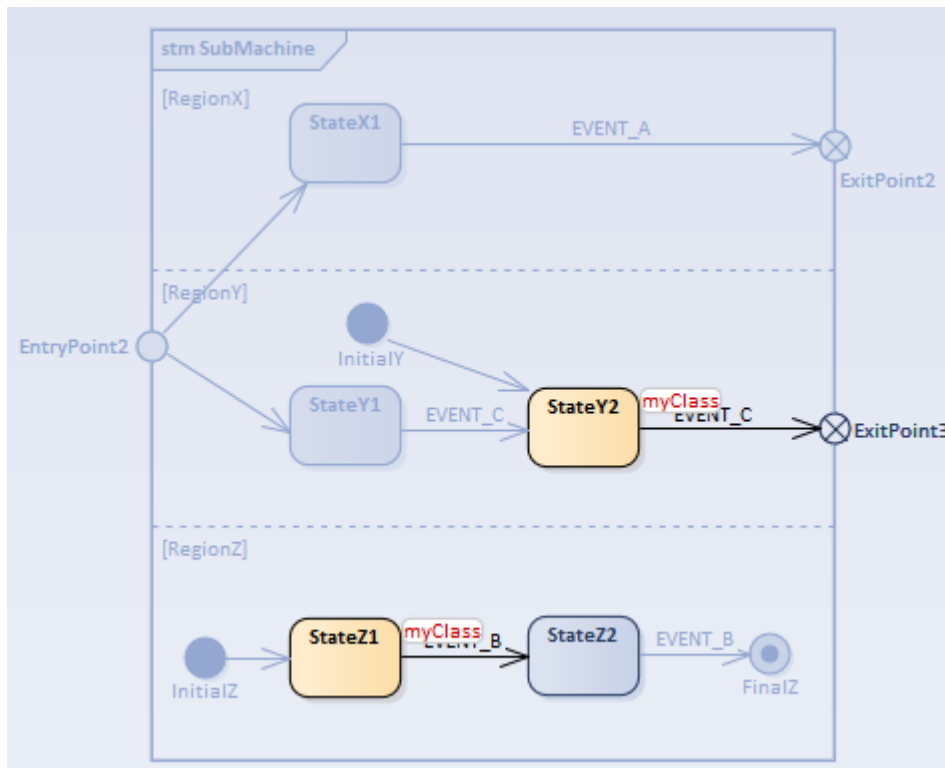 stm SubMachine
[RegionX]
StateX1
EVENT_A
ExitPoint2
[RegionY]
EntryPoint2
InitialY
StateY1
EVENT_C
StateY2
myClass
EVENT_C
ExitPoint3
[RegionZ]
InitialZ
StateZ1
myClass
EVENT_B
StateZ2
EVENT_B
FinalZ